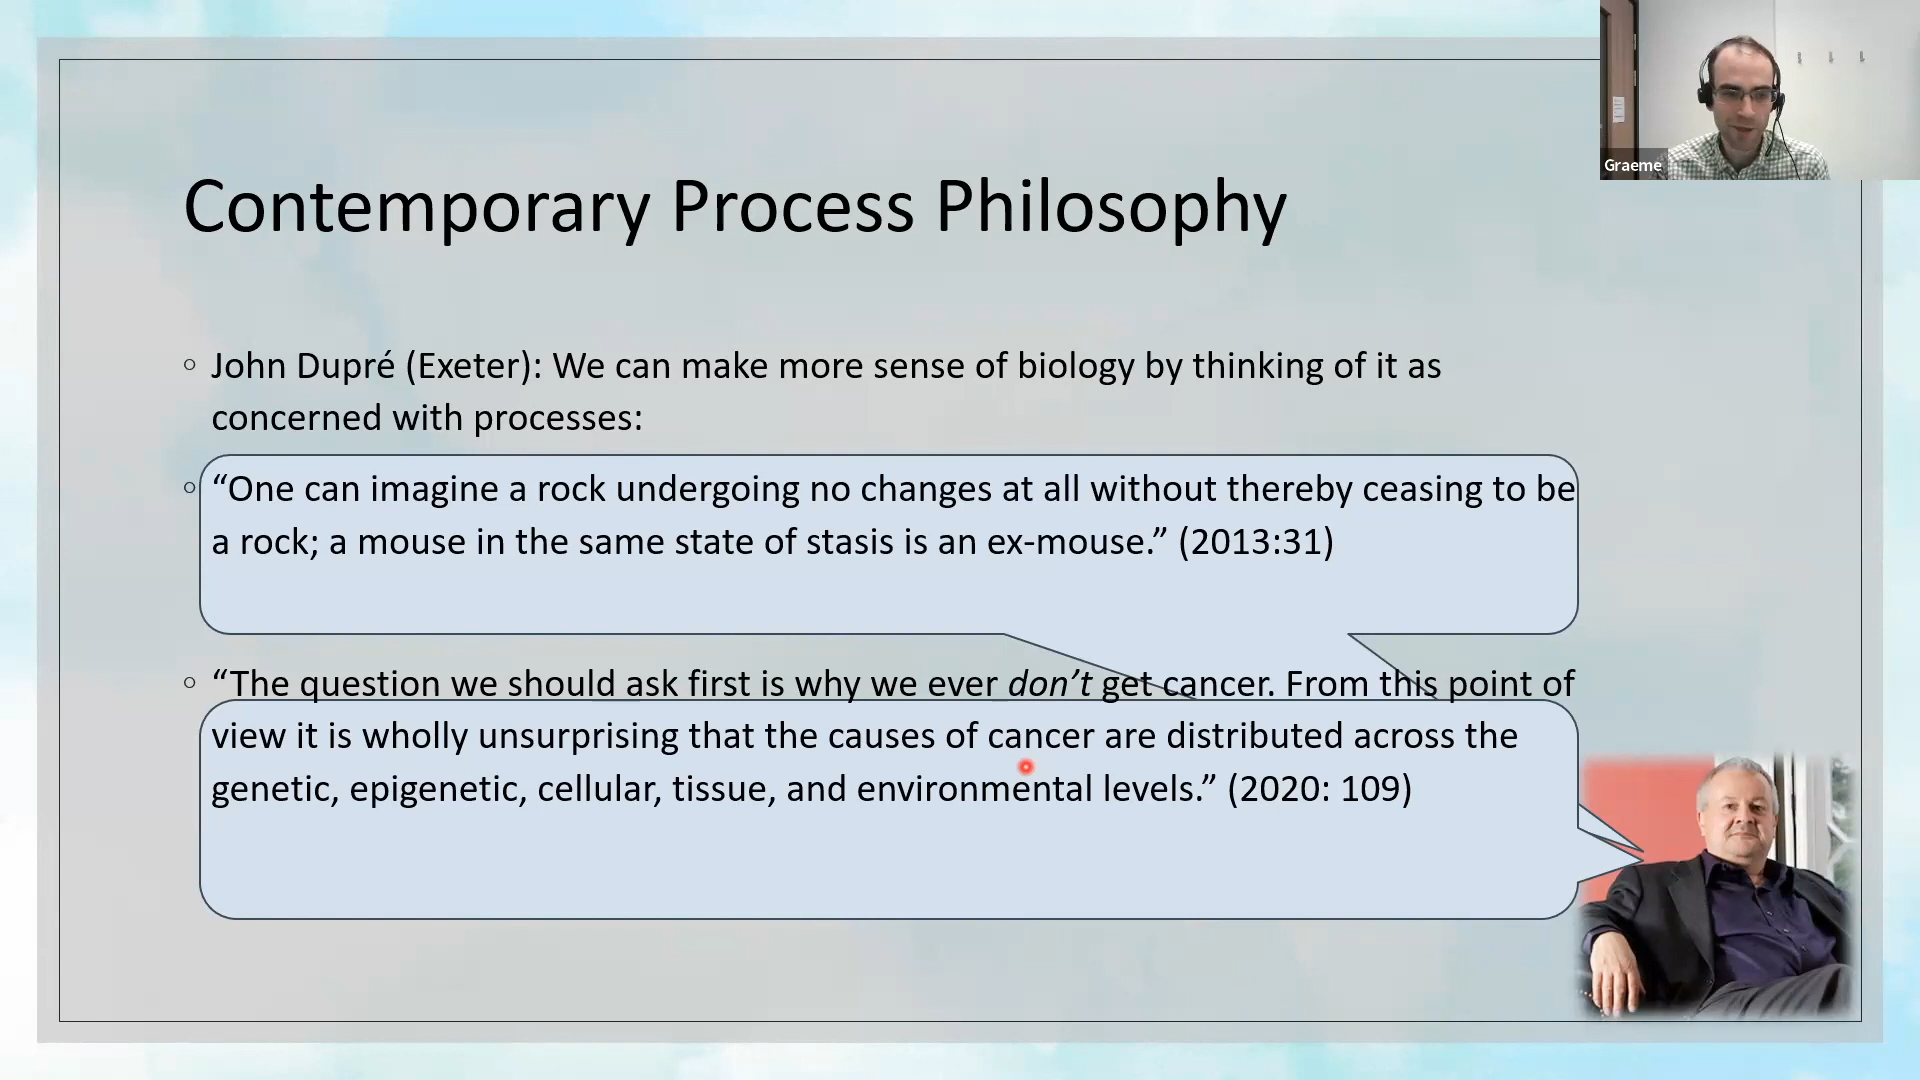 Graeme
Contemporary Process Philosophy
○ John Dupré (Exeter): We can make more sense of biology by thinking of it as
concerned with processes:
○ “One can imagine a rock undergoing no changes at all without thereby ceasing to be
a rock; a mouse in the same state of stasis is an ex-mouse.” (2013:31)
○ “The question we should ask first is why we ever don’t get cancer. From this point of
view it is wholly unsurprising that the causes of cancer are distributed across the
genetic, epigenetic, cellular, tissue, and environmental levels.” (2020: 109)